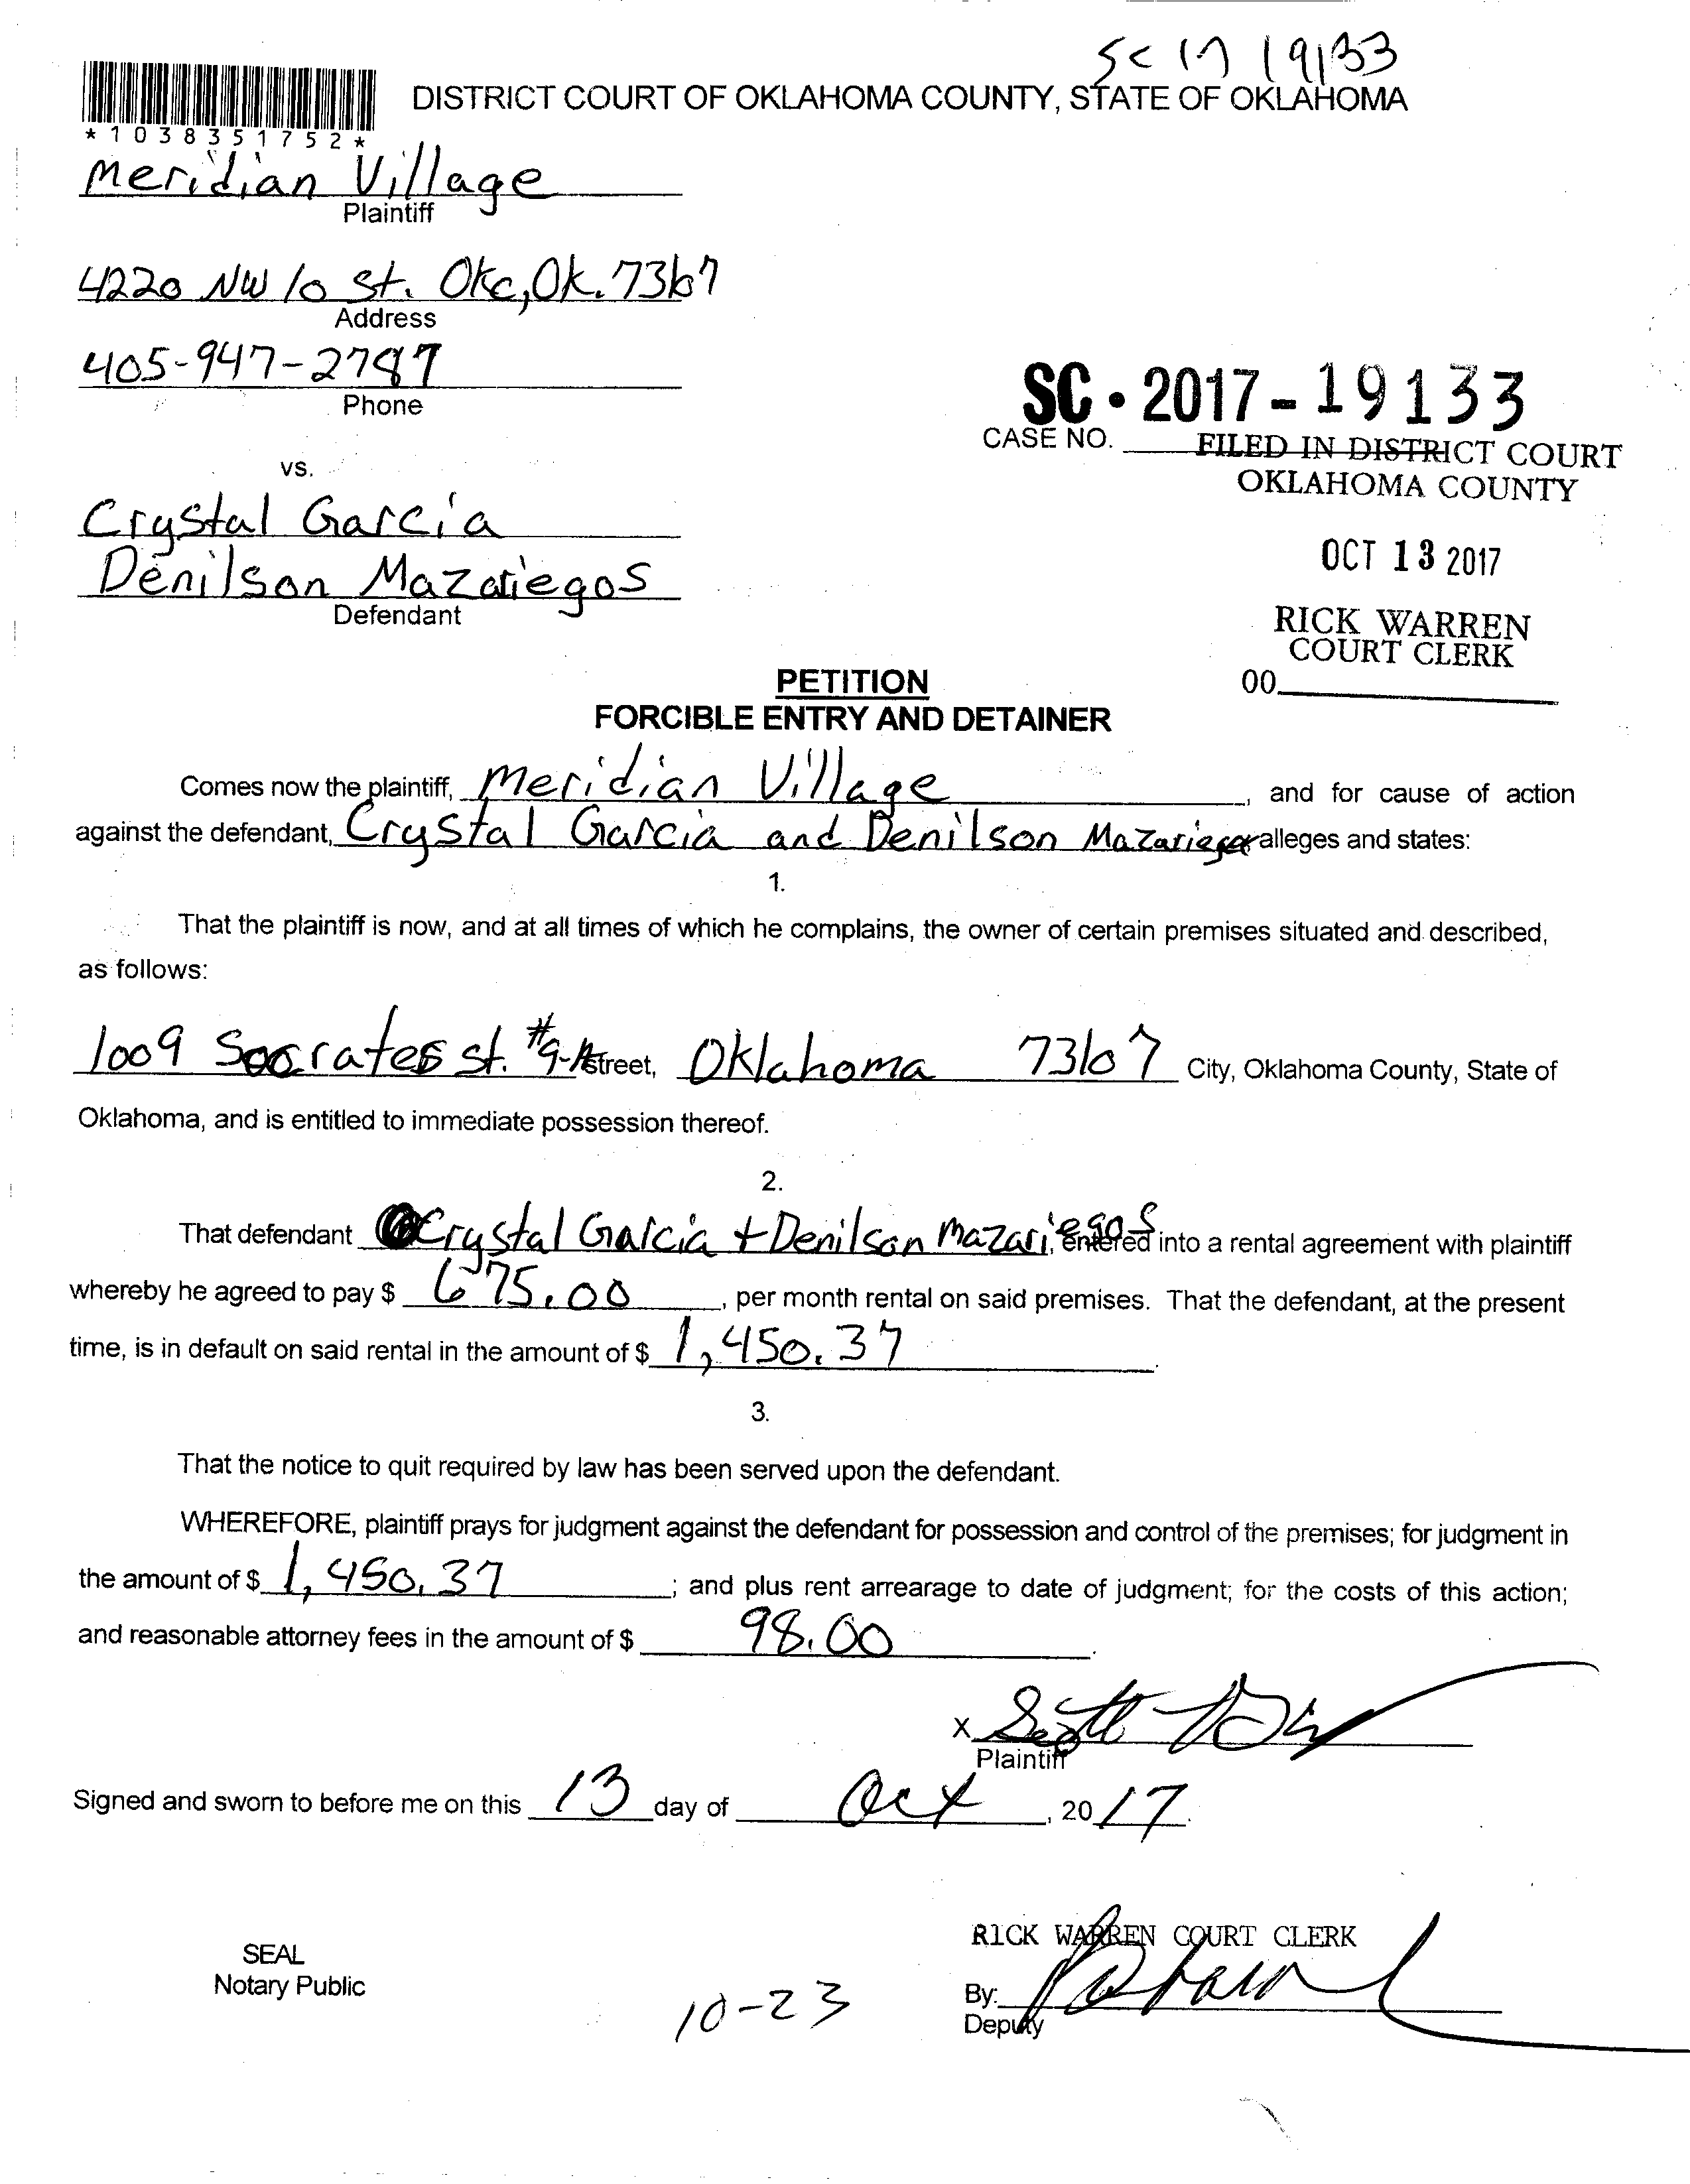 SC 17 19133
DISTRICT COURT OF OKLAHOMA COUNTY, STATE OF OKLAHOMA
*1038351752*
Meridian Village
Plaintiff
4220 NW 10 St. Okc, Ok. 73107
Address
405-947-2787
Phone
SC • 2017 - 19133
CASE NO.
FILED IN DISTRICT COURT
OKLAHOMA COUNTY
vs.
Crystal Garcia
OCT 13 2017
Denilson Mazariegos
Defendant
RICK WARREN
COURT CLERK
00
PETITION
FORCIBLE ENTRY AND DETAINER
Comes now the plaintiff, Meridian Village, and for cause of action
against the defendant, Crystal Garcia and Denilson Mazariegos alleges and states:
1.
That the plaintiff is now, and at all times of which he complains, the owner of certain premises situated and described,
as follows:
1009 Socrates st. #9-A Street, Oklahoma 73107 City, Oklahoma County, State of
Oklahoma, and is entitled to immediate possession thereof.
2.
That defendant Crystal Garcia + Denilson Mazariegos, entered into a rental agreement with plaintiff
whereby he agreed to pay $ 675.00, per month rental on said premises. That the defendant, at the present
time, is in default on said rental in the amount of $ 1,450.37.
3.
That the notice to quit required by law has been served upon the defendant.
WHEREFORE, plaintiff prays for judgment against the defendant for possession and control of the premises; for judgment in
the amount of $ 1,450.37; and plus rent arrearage to date of judgment; for the costs of this action;
and reasonable attorney fees in the amount of $ 98.00.
X Scott
Plaintiff
Signed and sworn to before me on this 13 day of Oct, 2017.
RICK WARREN COURT CLERK
SEAL
Notary Public
10-23
By:
Deputy